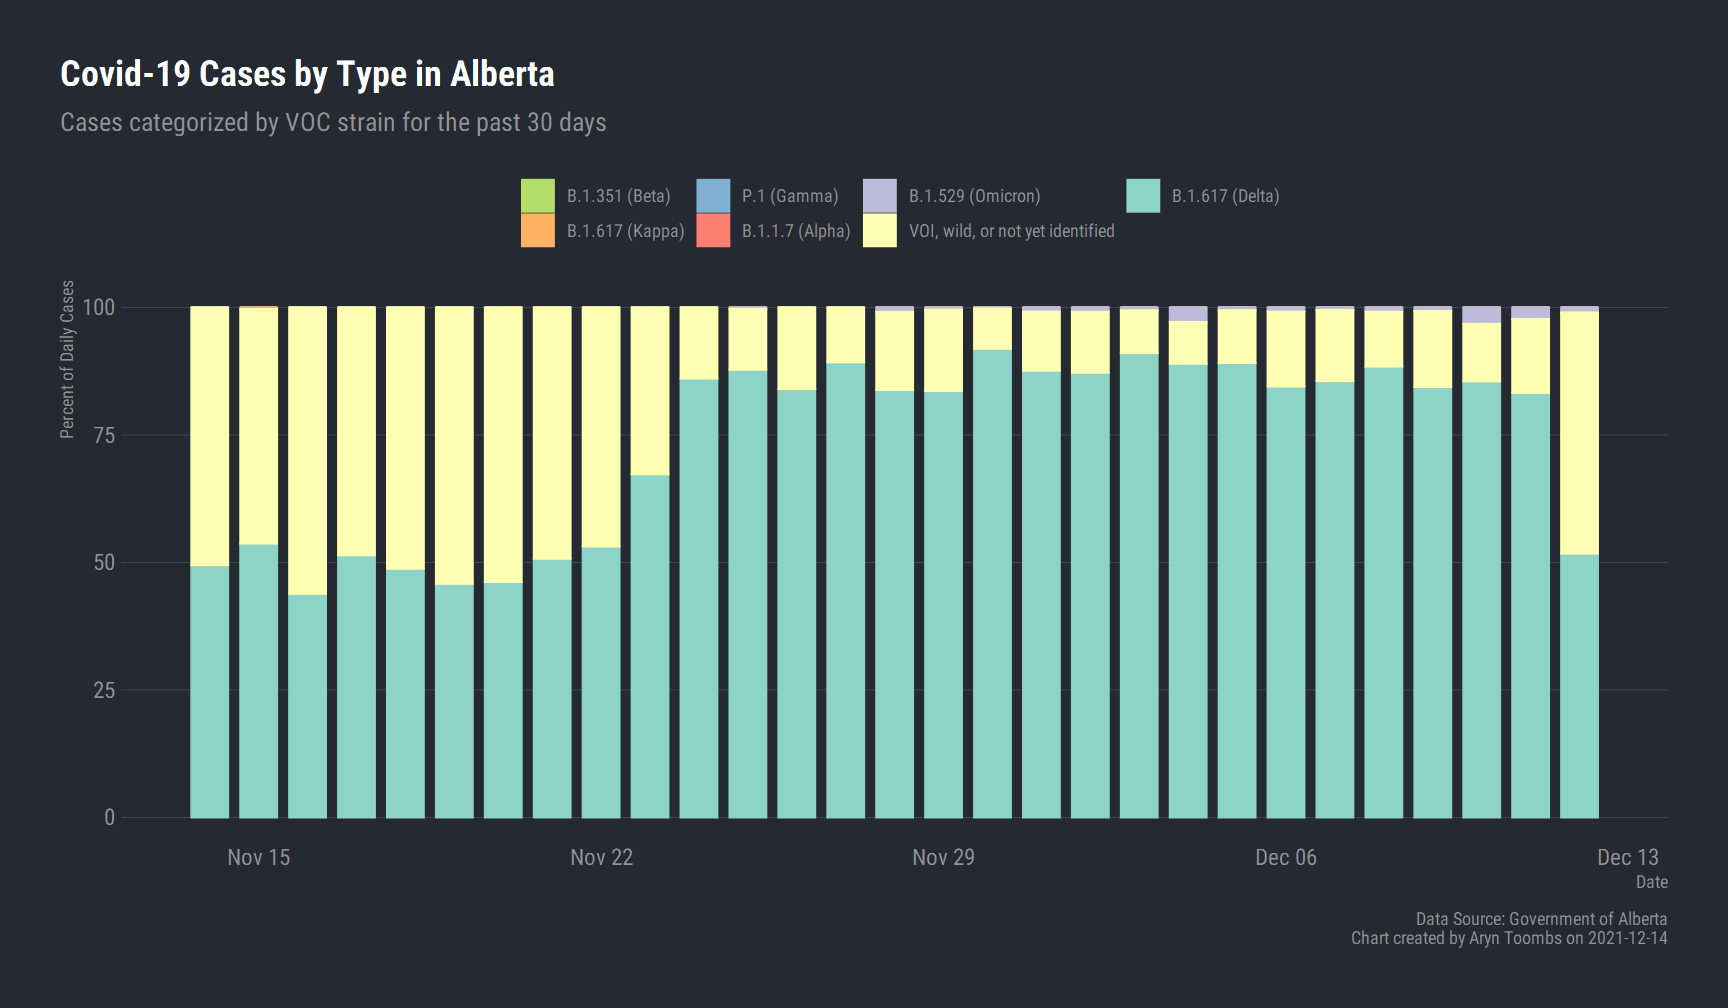 Covid-19 Cases by Type in Alberta
Cases categorized by VOC strain for the past 30 days
B.1.351 (Beta) P.1 (Gamma) B.1.529 (Omicron) B.1.617 (Delta)
B.1.617 (Kappa) B.1.1.7 (Alpha) VOI, wild, or not yet identified
Percent of Daily Cases
100
75
50
25
0
Nov 15 Nov 22 Nov 29 Dec 06 Dec 13
Date
Data Source: Government of Alberta
Chart created by Aryn Toombs on 2021-12-14